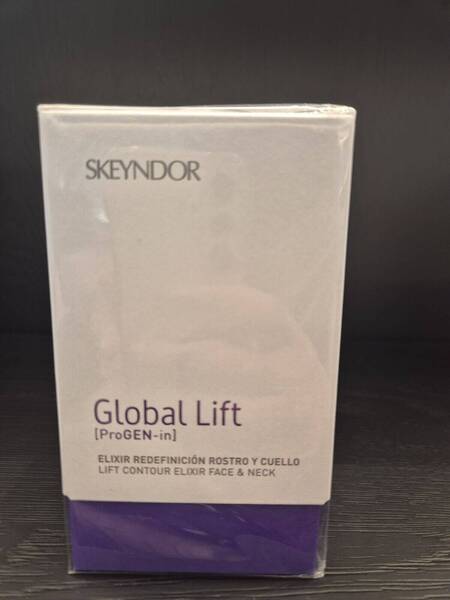 SKEYNDOR
Global Lift
[ProGEN-in]
ELIXIR REDEFINICIÓN ROSTRO Y CUELLO
LIFT CONTOUR ELIXIR FACE & NECK